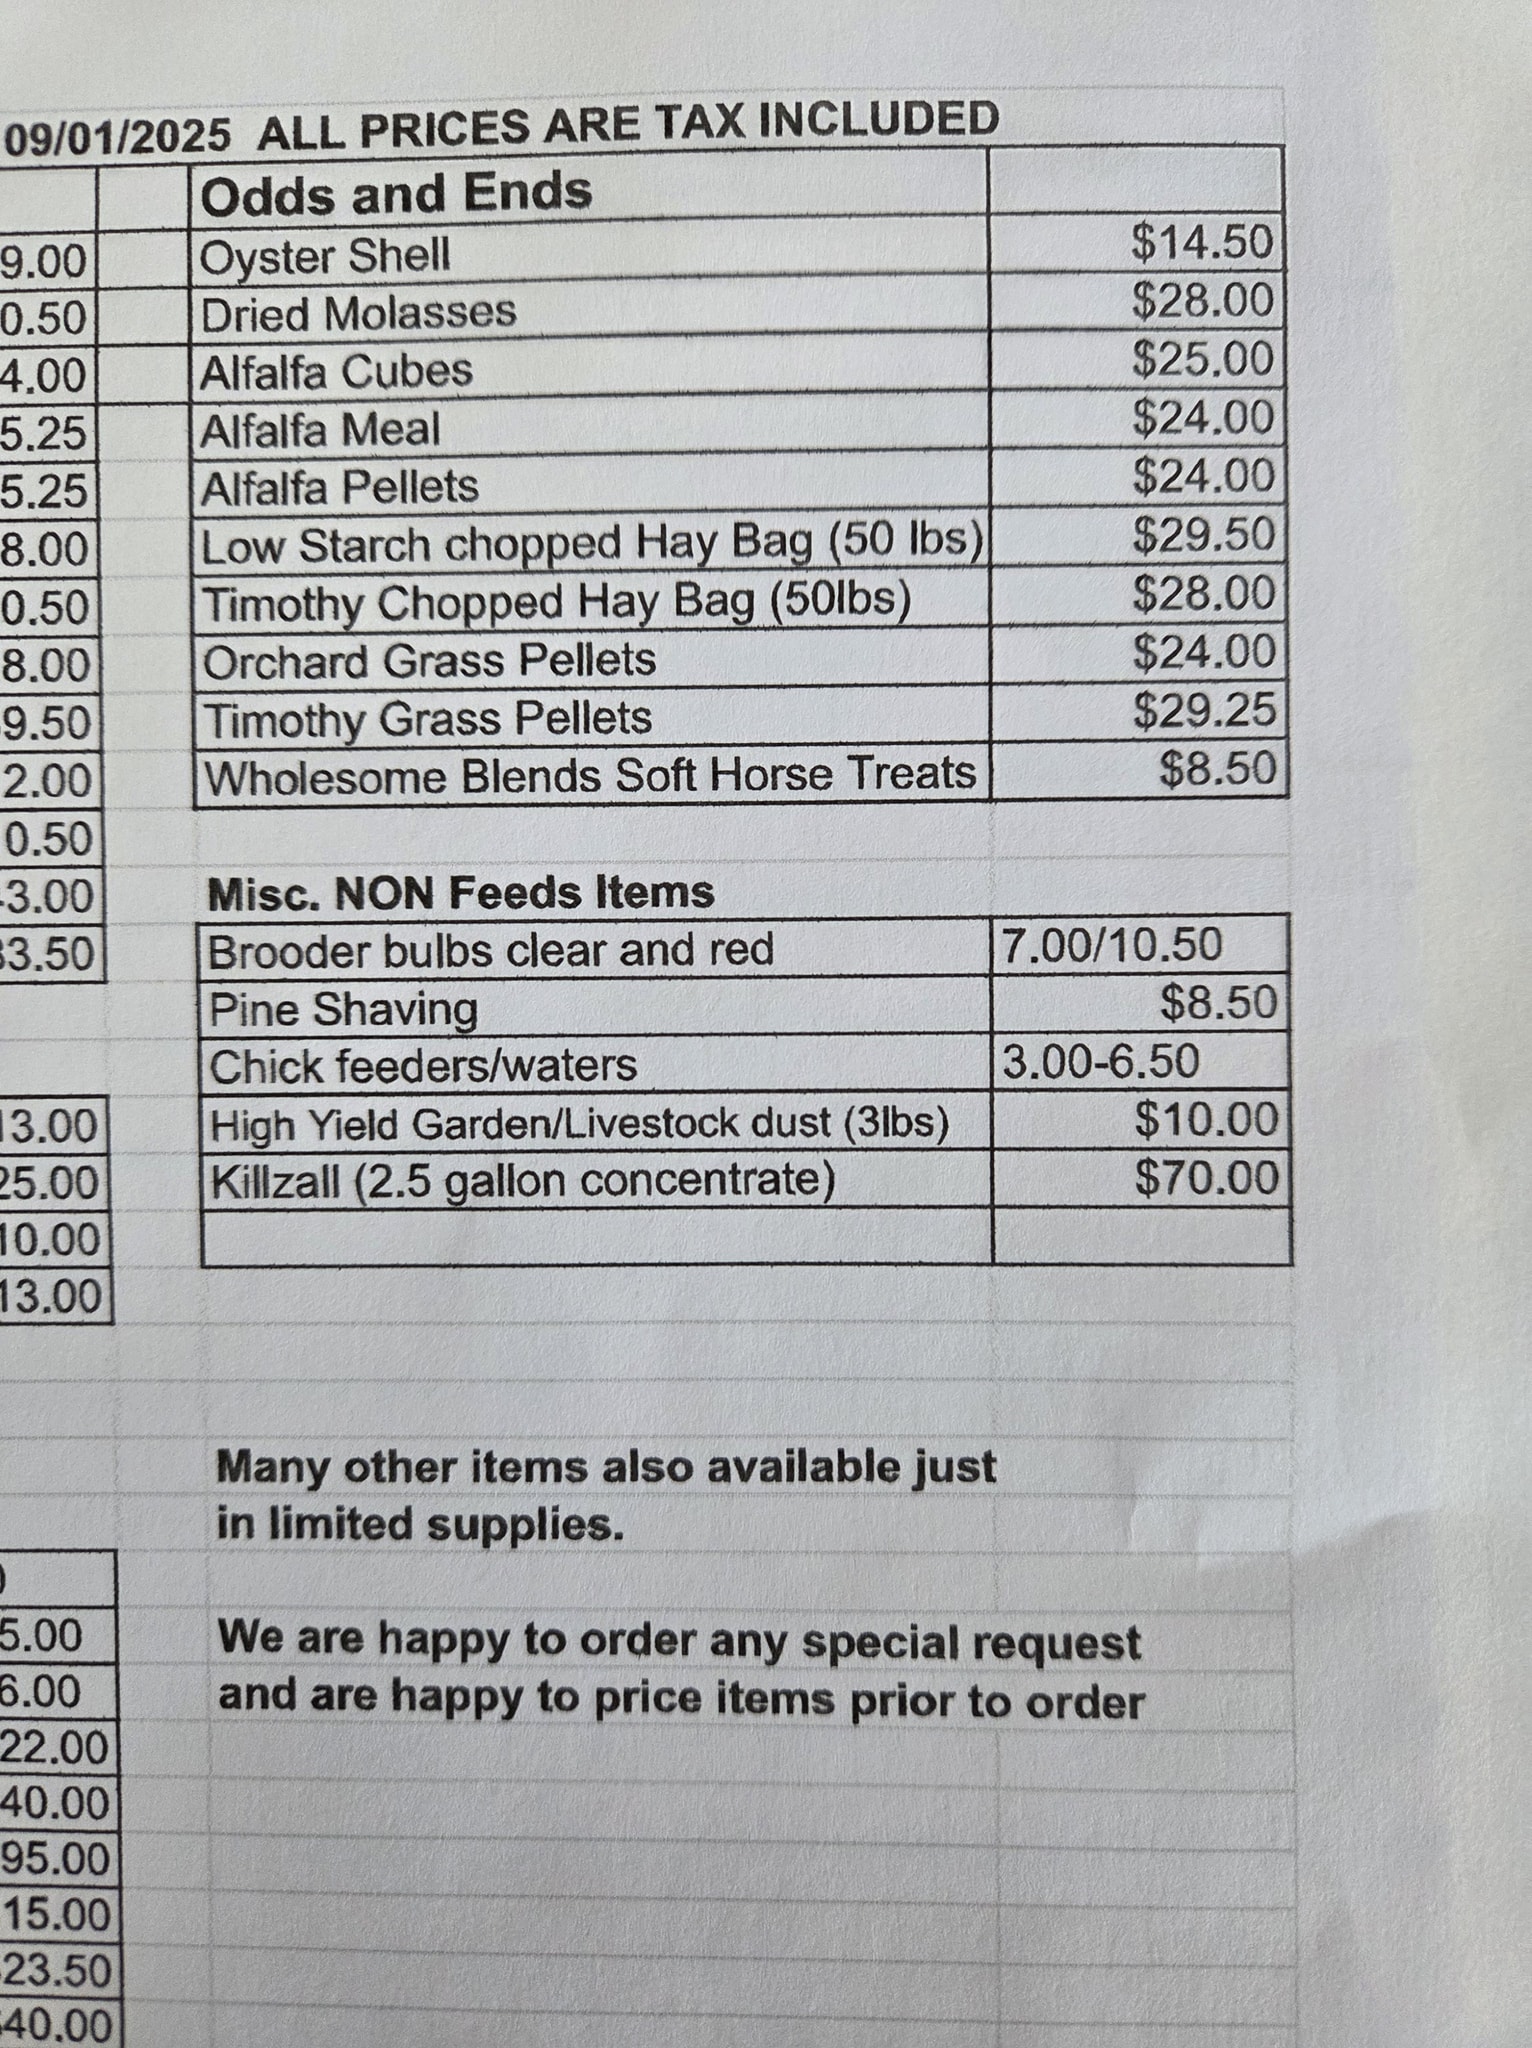 09/01/2025 ALL PRICES ARE TAX INCLUDED
Odds and Ends
9.00 Oyster Shell $14.50
0.50 Dried Molasses $28.00
4.00 Alfalfa Cubes $25.00
5.25 Alfalfa Meal $24.00
5.25 Alfalfa Pellets $24.00
8.00 Low Starch chopped Hay Bag (50 lbs) $29.50
0.50 Timothy Chopped Hay Bag (50lbs) $28.00
8.00 Orchard Grass Pellets $24.00
9.50 Timothy Grass Pellets $29.25
2.00 Wholesome Blends Soft Horse Treats $8.50
0.50
3.00 Misc. NON Feeds Items
33.50 Brooder bulbs clear and red 7.00/10.50
Pine Shaving $8.50
Chick feeders/waters 3.00-6.50
13.00 High Yield Garden/Livestock dust (3lbs) $10.00
25.00 Killzall (2.5 gallon concentrate) $70.00
10.00
13.00
Many other items also available just
in limited supplies.
)
5.00 We are happy to order any special request
6.00 and are happy to price items prior to order
22.00
40.00
95.00
15.00
23.50
40.00